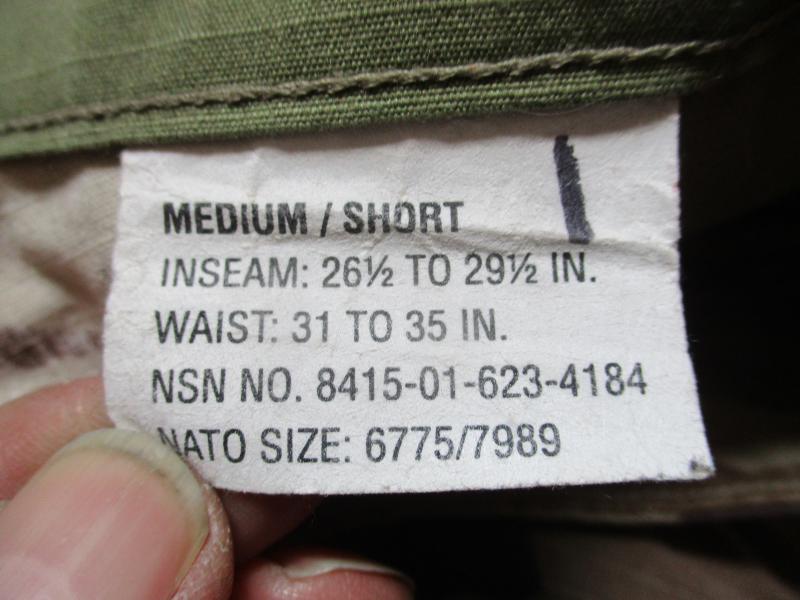 MEDIUM / SHORT
INSEAM: 26½ TO 29½ IN.
WAIST: 31 TO 35 IN.
NSN NO. 8415-01-623-4184
NATO SIZE: 6775/7989